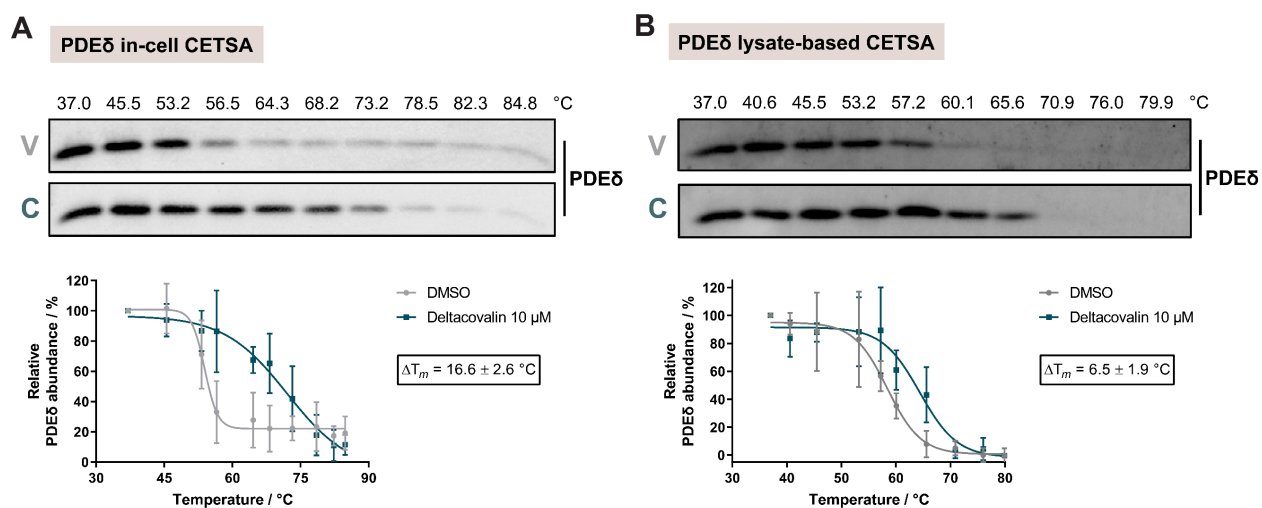 A
PDEδ in-cell CETSA
37.0 45.5 53.2 56.5 64.3 68.2 73.2 78.5 82.3 84.8 °C
V
C
PDEδ
120
100
80
60
40
20
0
Relative
PDEδ abundance / %
30 45 60 75 90
Temperature / °C
DMSO
Deltacovalin 10 µM
ΔTm = 16.6 ± 2.6 °C
B
PDEδ lysate-based CETSA
37.0 40.6 45.5 53.2 57.2 60.1 65.6 70.9 76.0 79.9 °C
V
C
PDEδ
120
100
80
60
40
20
0
Relative
PDEδ abundance / %
30 40 50 60 70 80
Temperature / °C
DMSO
Deltacovalin 10 µM
ΔTm = 6.5 ± 1.9 °C